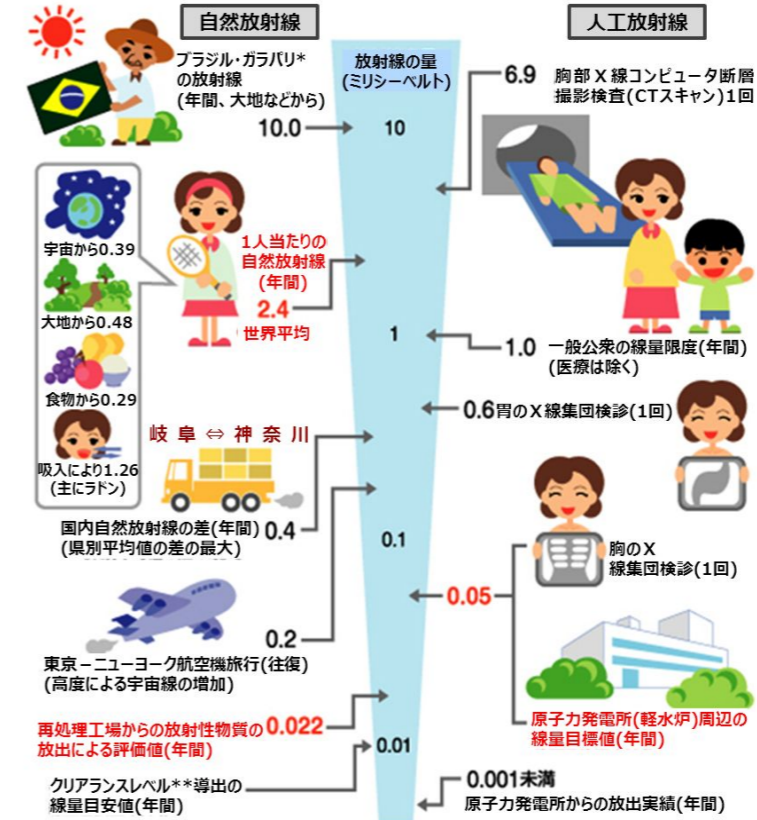 自然放射線
人工放射線
放射線の量
(ミリシーベルト)
ブラジル・ガラパリ*
の放射線
(年間、大地などから)
10.0
10
6.9
胸部X線コンピュータ断層
撮影検査(CTスキャン)1回
宇宙から0.39
大地から0.48
食物から0.29
吸入により1.26
(主にラドン)
1人当たりの
自然放射線
(年間)
2.4
世界平均
1
1.0
一般公衆の線量限度(年間)
(医療は除く)
0.6胃のX線集団検診(1回)
岐阜⇔神奈川
国内自然放射線の差(年間)
(県別平均値の差の最大)
0.4
0.1
胸のX
線集団検診(1回)
0.05
0.2
東京－ニューヨーク航空機旅行(往復)
(高度による宇宙線の増加)
原子力発電所(軽水炉)周辺の
線量目標値(年間)
再処理工場からの放射性物質の
放出による評価値(年間)
0.022
0.01
クリアランスレベル**導出の
線量目安値(年間)
0.001未満
原子力発電所からの放出実績(年間)